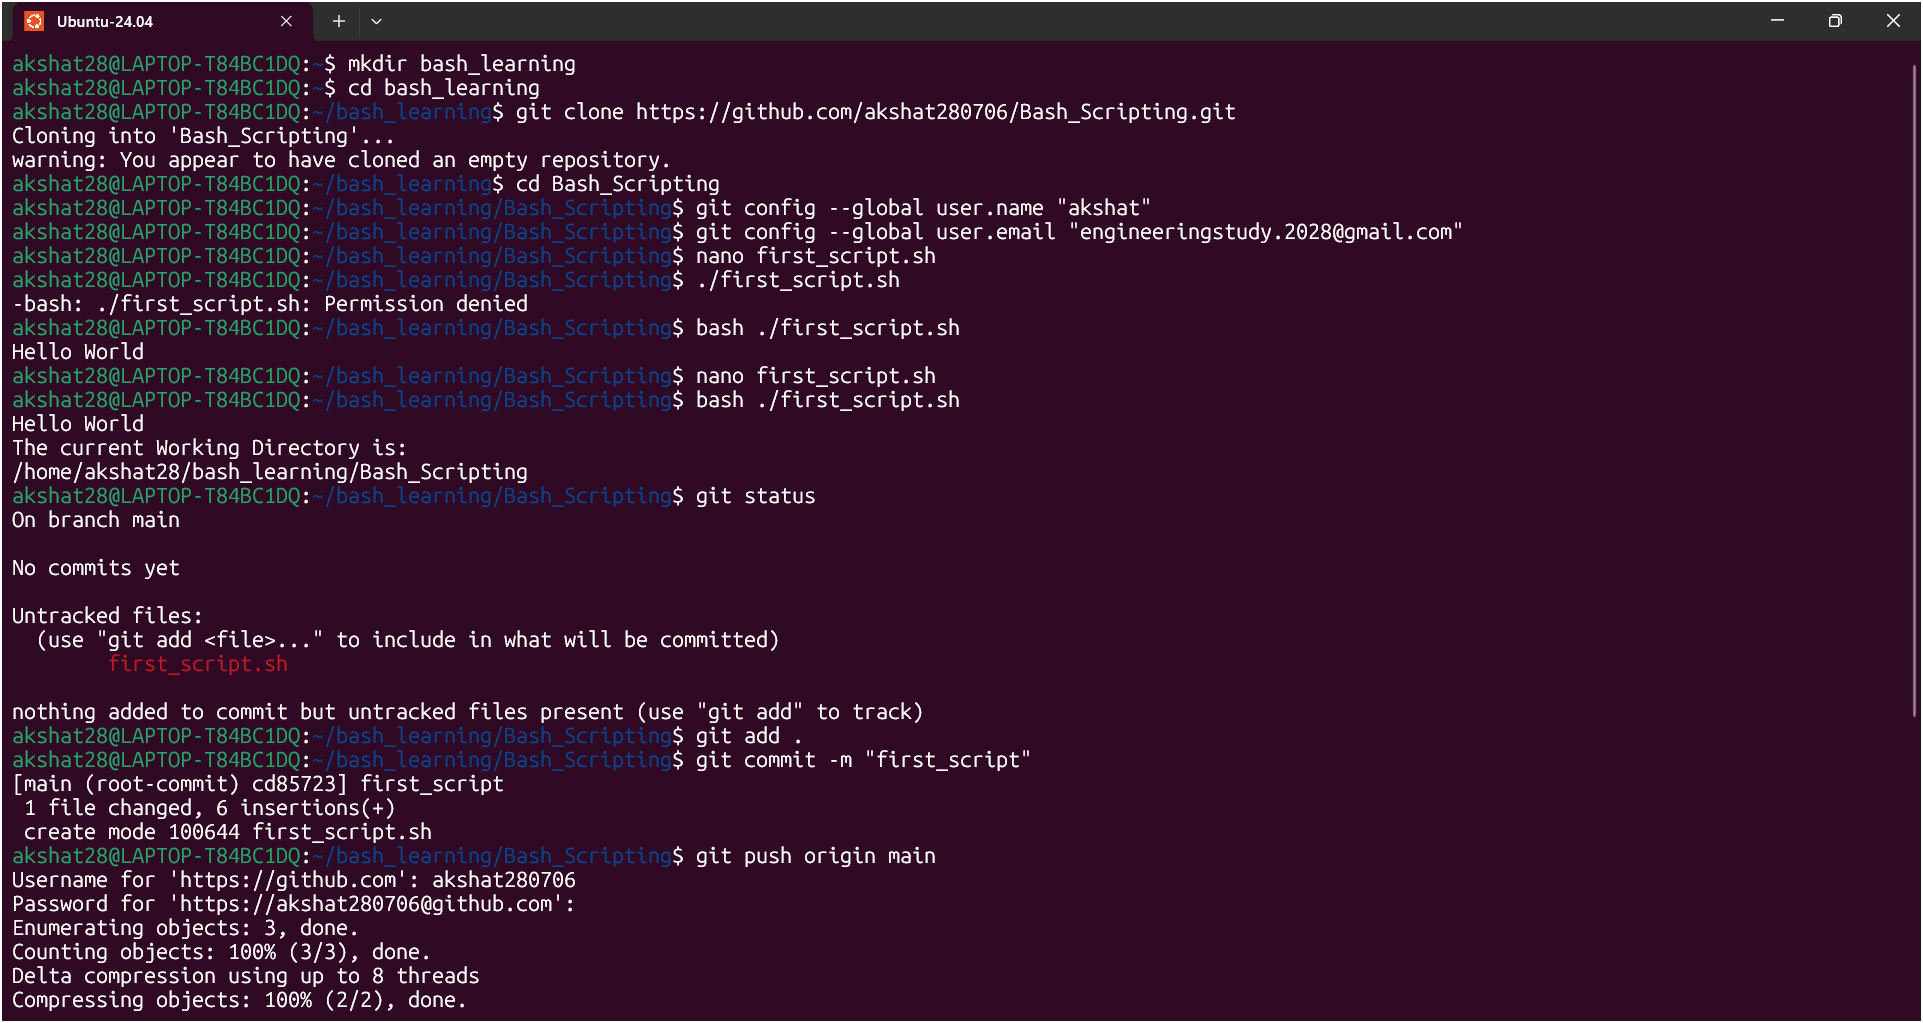 Ubuntu-24.04
akshat28@LAPTOP-T84BC1DQ:~$ mkdir bash_learning
akshat28@LAPTOP-T84BC1DQ:~$ cd bash_learning
akshat28@LAPTOP-T84BC1DQ:~/bash_learning$ git clone https://github.com/akshat280706/Bash_Scripting.git
Cloning into 'Bash_Scripting'...
warning: You appear to have cloned an empty repository.
akshat28@LAPTOP-T84BC1DQ:~/bash_learning$ cd Bash_Scripting
akshat28@LAPTOP-T84BC1DQ:~/bash_learning/Bash_Scripting$ git config --global user.name "akshat"
akshat28@LAPTOP-T84BC1DQ:~/bash_learning/Bash_Scripting$ git config --global user.email "engineeringstudy.2028@gmail.com"
akshat28@LAPTOP-T84BC1DQ:~/bash_learning/Bash_Scripting$ nano first_script.sh
akshat28@LAPTOP-T84BC1DQ:~/bash_learning/Bash_Scripting$ ./first_script.sh
-bash: ./first_script.sh: Permission denied
akshat28@LAPTOP-T84BC1DQ:~/bash_learning/Bash_Scripting$ bash ./first_script.sh
Hello World
akshat28@LAPTOP-T84BC1DQ:~/bash_learning/Bash_Scripting$ nano first_script.sh
akshat28@LAPTOP-T84BC1DQ:~/bash_learning/Bash_Scripting$ bash ./first_script.sh
Hello World
The current Working Directory is:
/home/akshat28/bash_learning/Bash_Scripting
akshat28@LAPTOP-T84BC1DQ:~/bash_learning/Bash_Scripting$ git status
On branch main

No commits yet

Untracked files:
  (use "git add <file>..." to include in what will be committed)
        first_script.sh

nothing added to commit but untracked files present (use "git add" to track)
akshat28@LAPTOP-T84BC1DQ:~/bash_learning/Bash_Scripting$ git add .
akshat28@LAPTOP-T84BC1DQ:~/bash_learning/Bash_Scripting$ git commit -m "first_script"
[main (root-commit) cd85723] first_script
 1 file changed, 6 insertions(+)
 create mode 100644 first_script.sh
akshat28@LAPTOP-T84BC1DQ:~/bash_learning/Bash_Scripting$ git push origin main
Username for 'https://github.com': akshat280706
Password for 'https://akshat280706@github.com':
Enumerating objects: 3, done.
Counting objects: 100% (3/3), done.
Delta compression using up to 8 threads
Compressing objects: 100% (2/2), done.